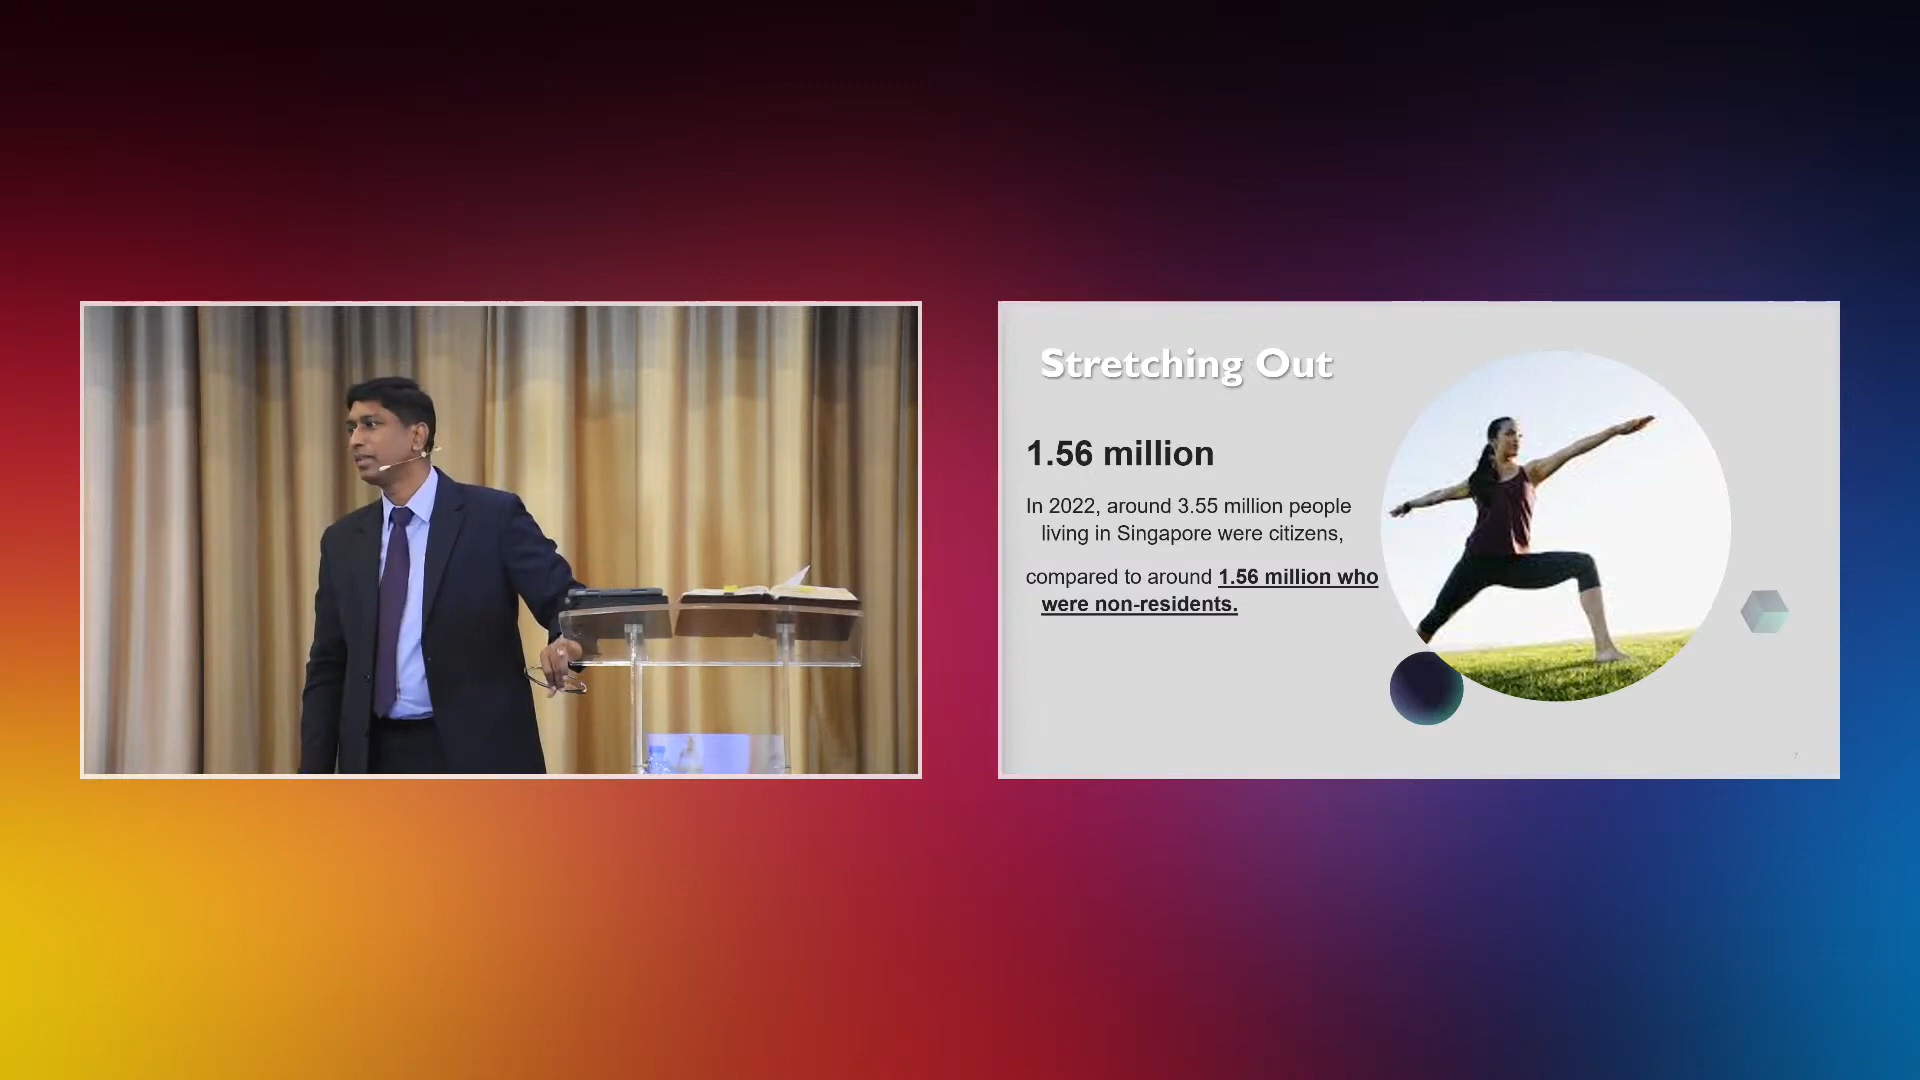 Stretching Out
1.56 million
In 2022, around 3.55 million people
living in Singapore were citizens,
compared to around 1.56 million who
were non-residents.
7